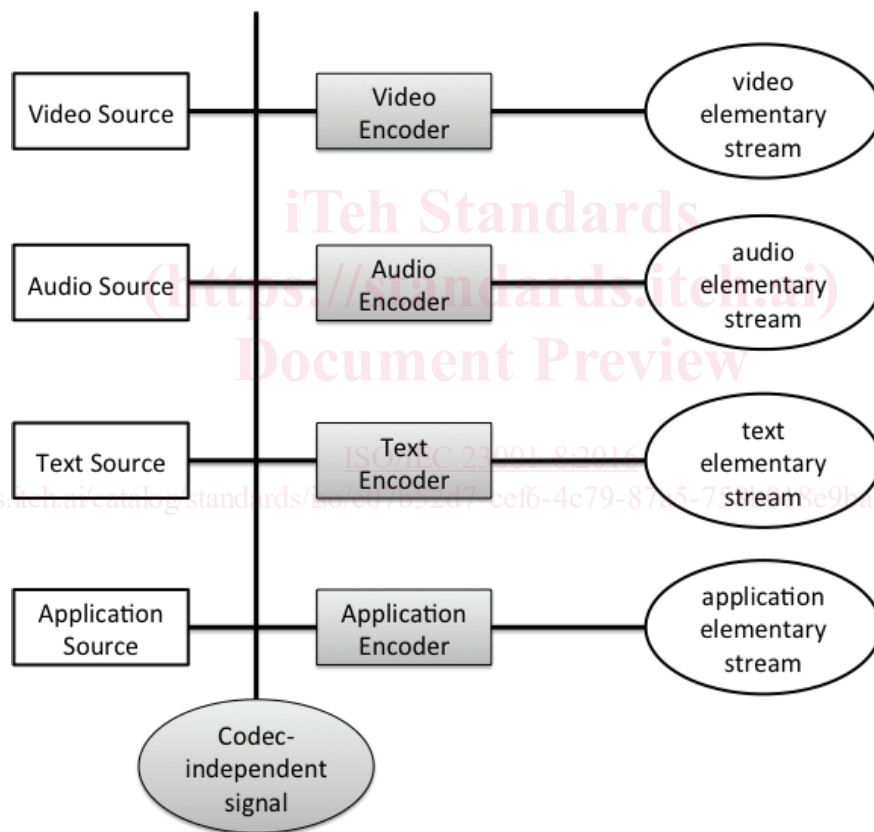 Video Source
Video
Encoder
video
elementary
stream
iTeh Standards
Audio Source
Audio
Encoder
audio
elementary
stream
(https://standards.iteh.ai)
Document Preview
Text Source
Text
Encoder
text
elementary
stream
ISO/IEC 23001-8:2016
Application
Source
Application
Encoder
application
elementary
stream
Codec-
independent
signal